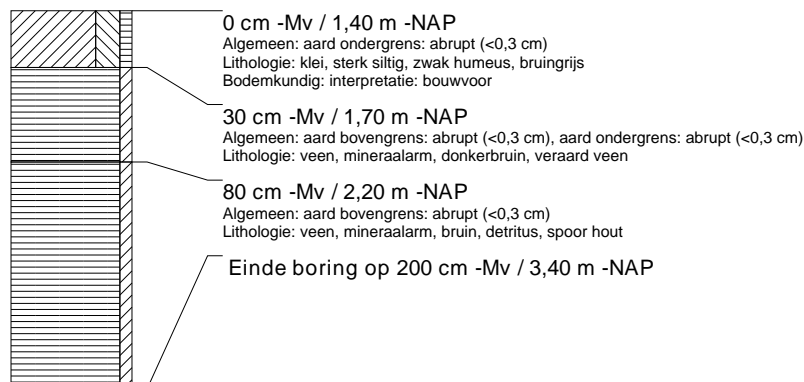 0 cm -Mv / 1,40 m -NAP
Algemeen: aard ondergrens: abrupt (<0,3 cm)
Lithologie: klei, sterk siltig, zwak humeus, bruingrijs
Bodemkundig: interpretatie: bouwvoor
30 cm -Mv / 1,70 m -NAP
Algemeen: aard bovengrens: abrupt (<0,3 cm), aard ondergrens: abrupt (<0,3 cm)
Lithologie: veen, mineraalarm, donkerbruin, veraard veen
80 cm -Mv / 2,20 m -NAP
Algemeen: aard bovengrens: abrupt (<0,3 cm)
Lithologie: veen, mineraalarm, bruin, detritus, spoor hout
Einde boring op 200 cm -Mv / 3,40 m -NAP